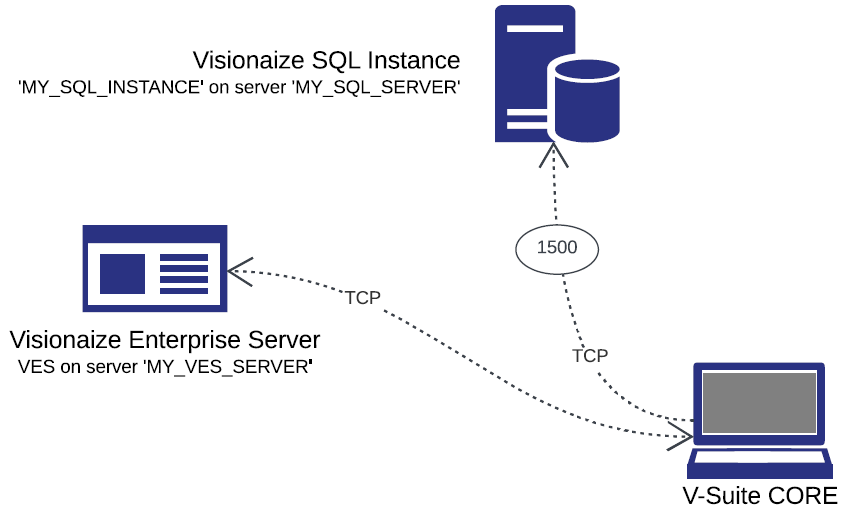 Visionaize SQL Instance
'MY_SQL_INSTANCE' on server 'MY_SQL_SERVER'
1500
TCP
Visionaize Enterprise Server
VES on server 'MY_VES_SERVER'
TCP
V-Suite CORE